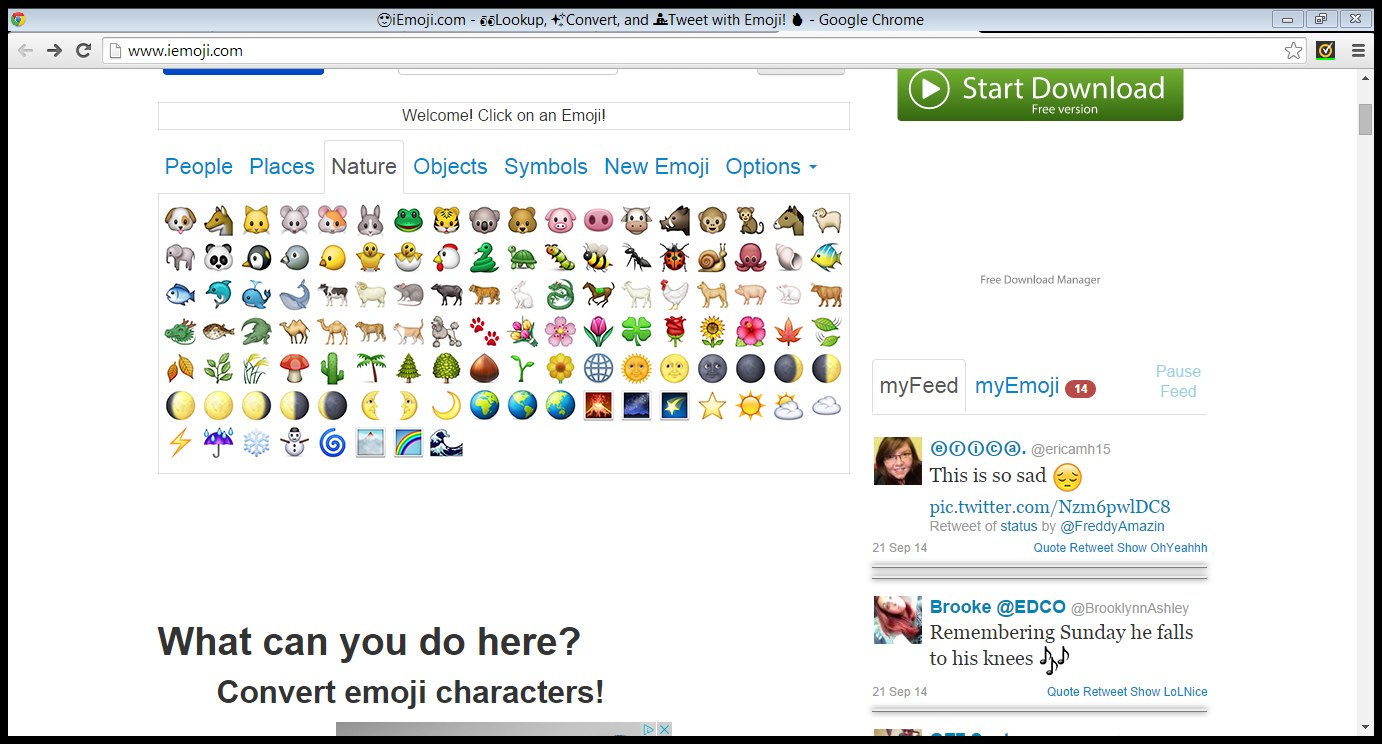 🙂iEmoji.com - 👀Lookup, ✨Convert, and 🙇Tweet with Emoji! 🔥 - Google Chrome
www.iemoji.com
Welcome! Click on an Emoji!
People Places Nature Objects Symbols New Emoji Options
What can you do here?
Convert emoji characters!
Start Download
Free version
Free Download Manager
myFeed myEmoji 14 Pause
Feed
ⓔⓡⓘⓒⓐ. @ericamh15
This is so sad 😔
pic.twitter.com/Nzm6pwlDC8
Retweet of status by @FreddyAmazin
21 Sep 14 Quote Retweet Show OhYeahhh
Brooke @EDCO @BrooklynnAshley
Remembering Sunday he falls
to his knees 🎶
21 Sep 14 Quote Retweet Show LoLNice